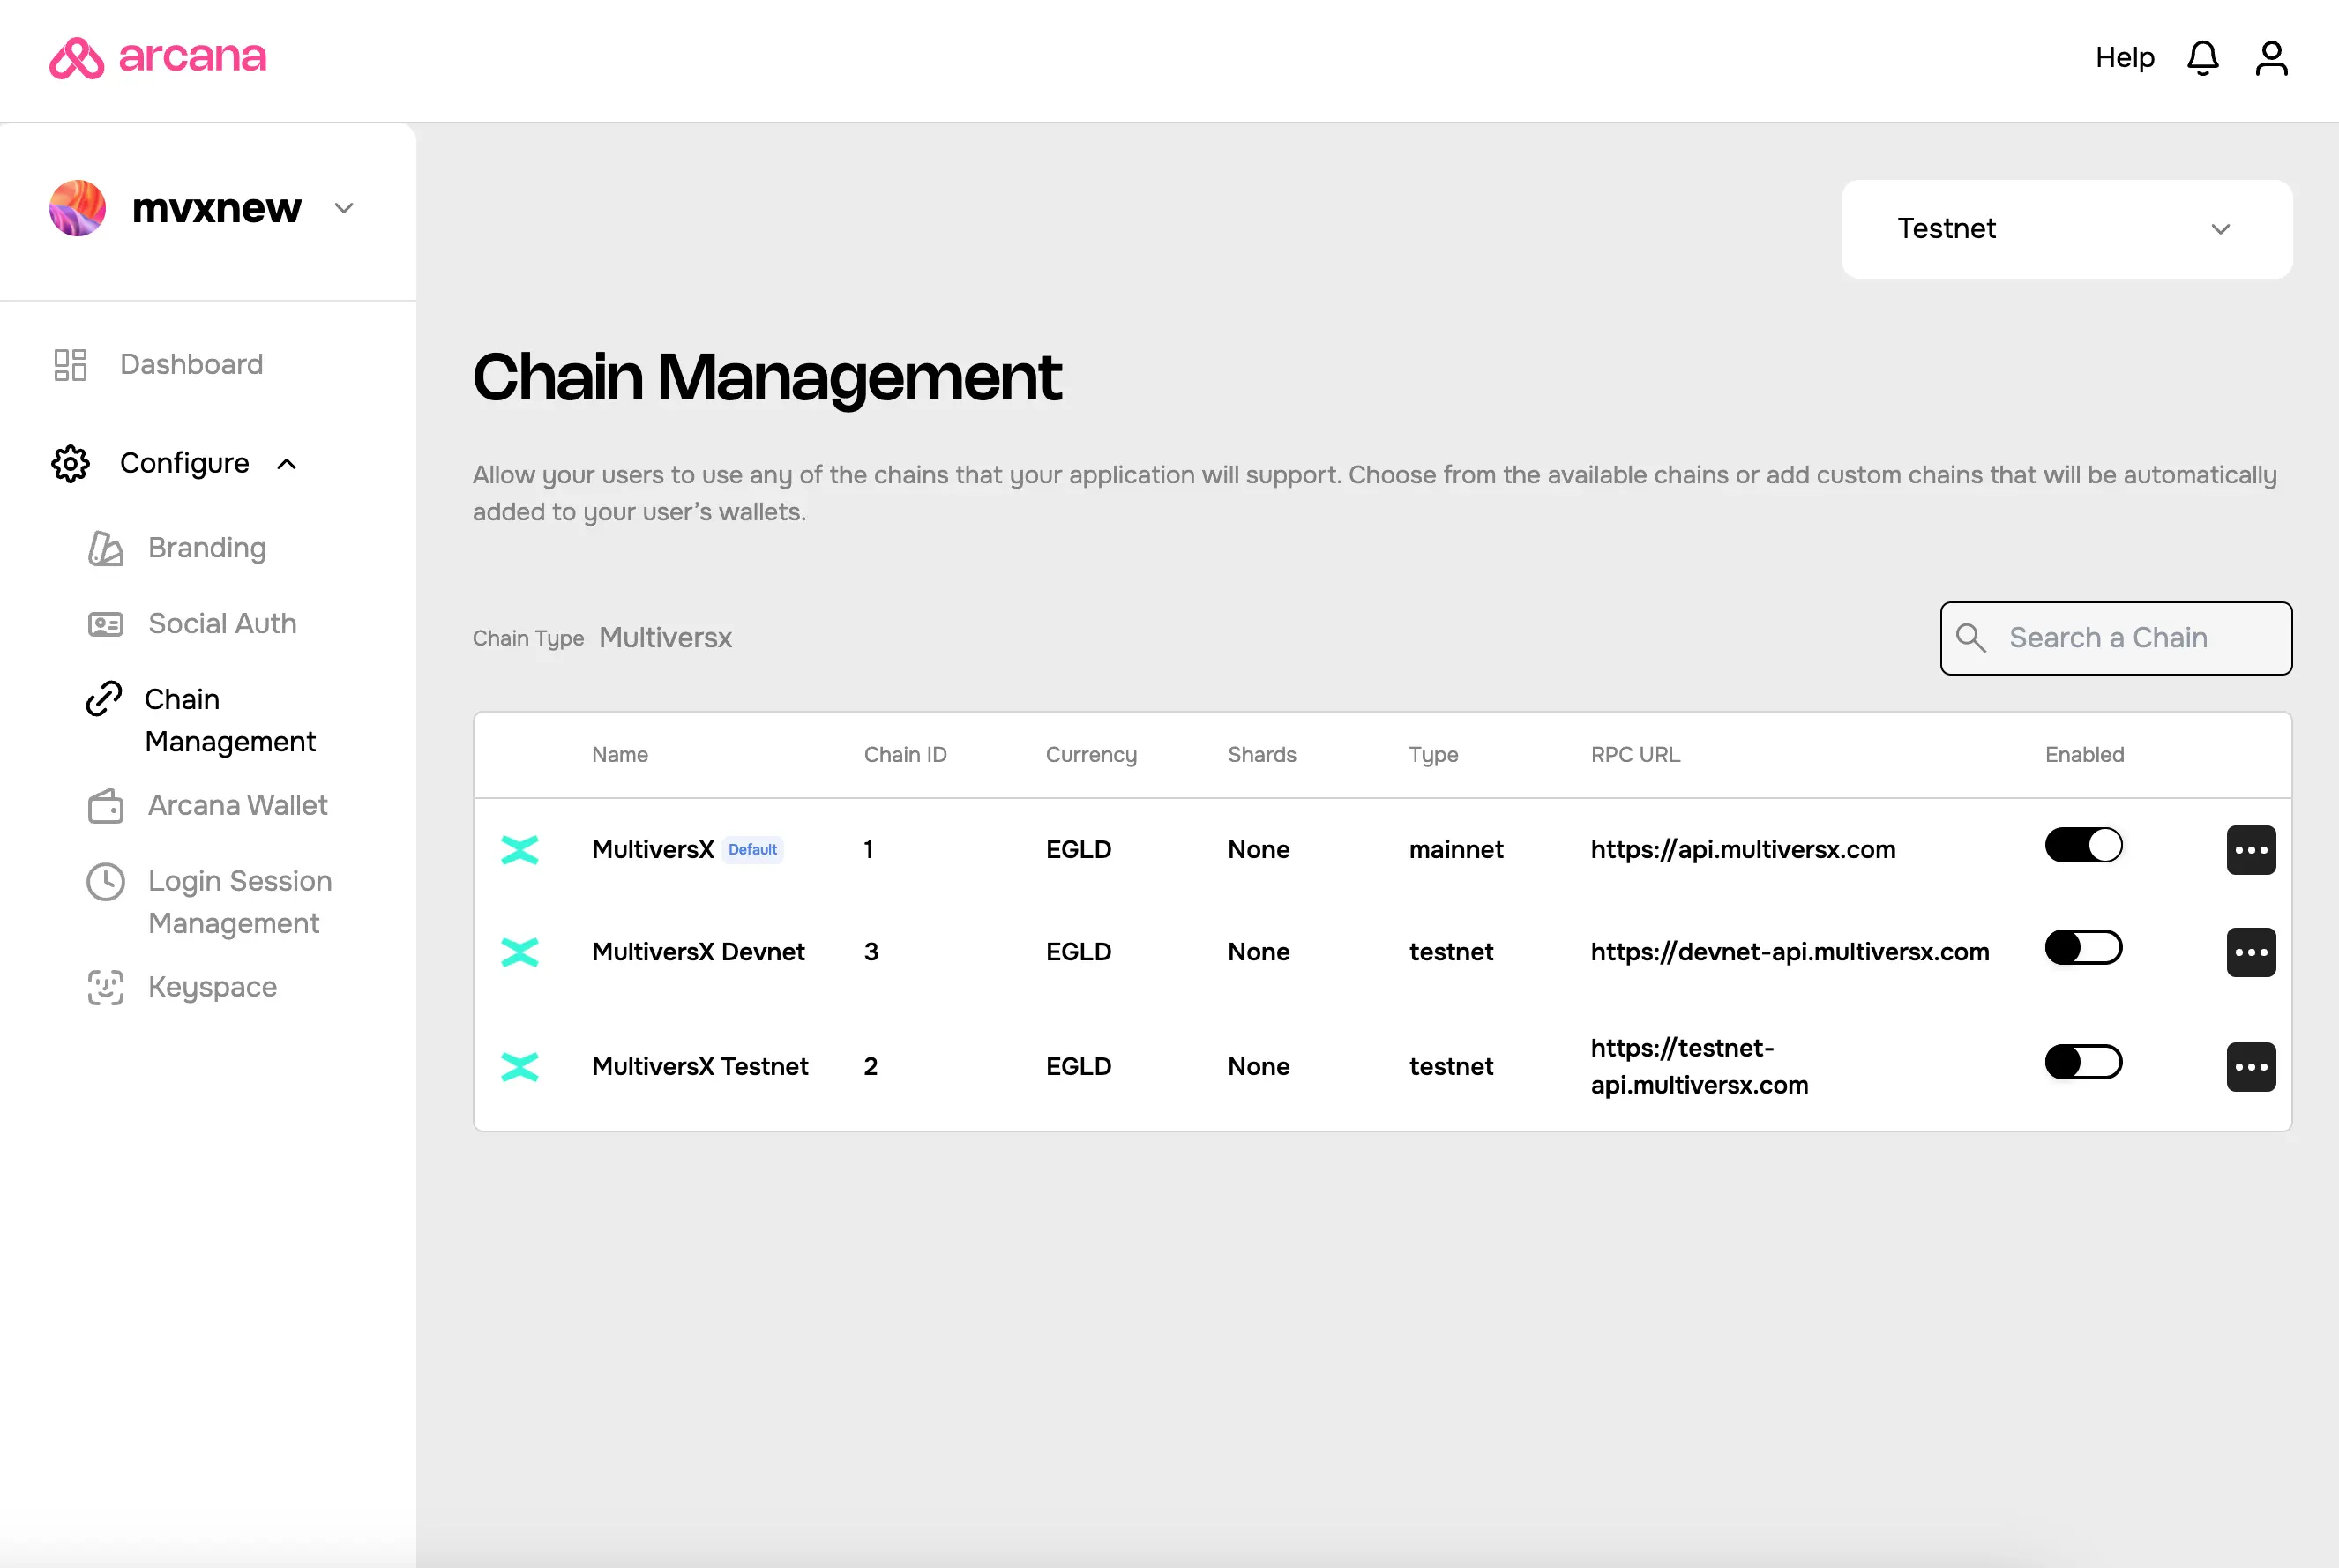 arcana
Help
mvxnew
Testnet
Dashboard
Configure
Branding
Social Auth
Chain
Management
Arcana Wallet
Login Session
Management
Keyspace
Chain Management
Allow your users to use any of the chains that your application will support. Choose from the available chains or add custom chains that will be automatically
added to your user’s wallets.
Chain Type Multiversx
Search a Chain
Name Chain ID Currency Shards Type RPC URL Enabled
MultiversX Default 1 EGLD None mainnet https://api.multiversx.com
MultiversX Devnet 3 EGLD None testnet https://devnet-api.multiversx.com
MultiversX Testnet 2 EGLD None testnet https://testnet-
api.multiversx.com